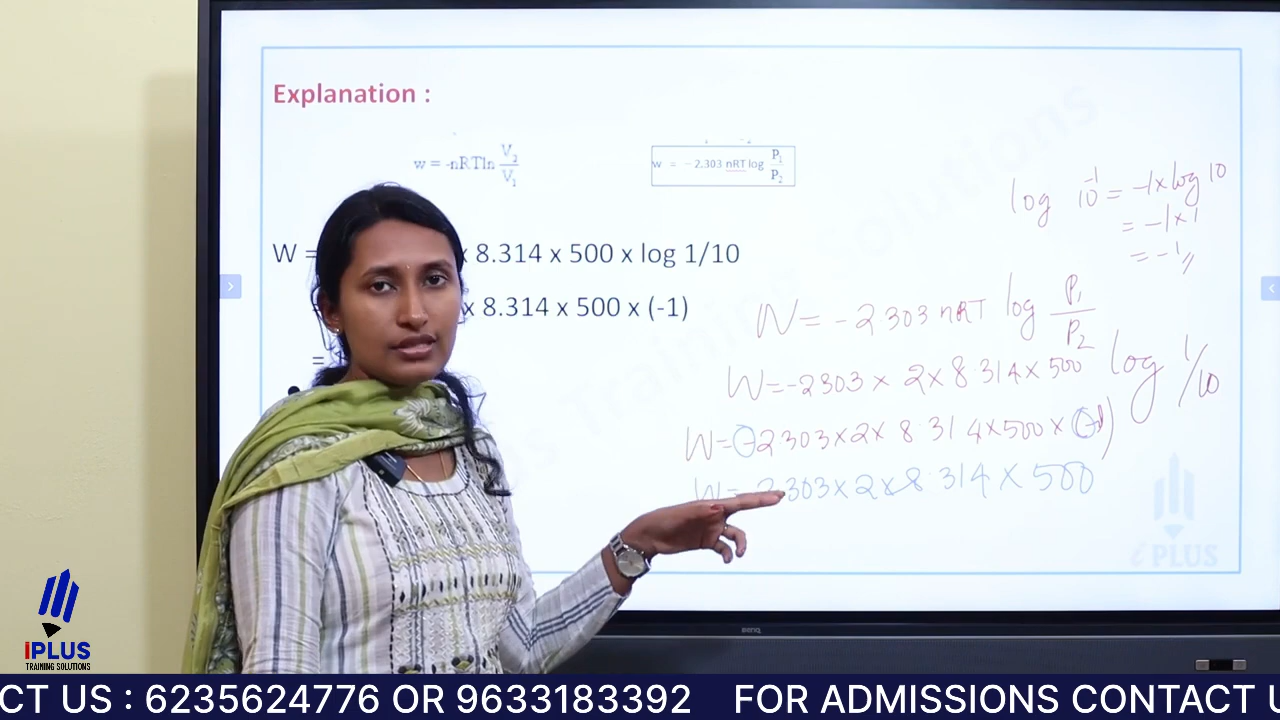 Explanation :
w = -nRTln V2/V1
w = – 2.303 nRT log P1/P2
log 10⁻¹ = -1x log 10
= -1 x 1
= -1
W = x 8.314 x 500 x log 1/10
x 8.314 x 500 x (-1)
=
W = - 2 303 nRT log P1/P2
W = - 2303 x 2 x 8.314 x 500 log 1/10
W = - 2 303 x 2 x 8.314 x 500 x (-1)
W = 2.303 x 2 x 8.314 x 500
iPLUS
iPLUS
TRAINING SOLUTIONS
CT US : 6235624776 OR 9633183392 FOR ADMISSIONS CONTACT U